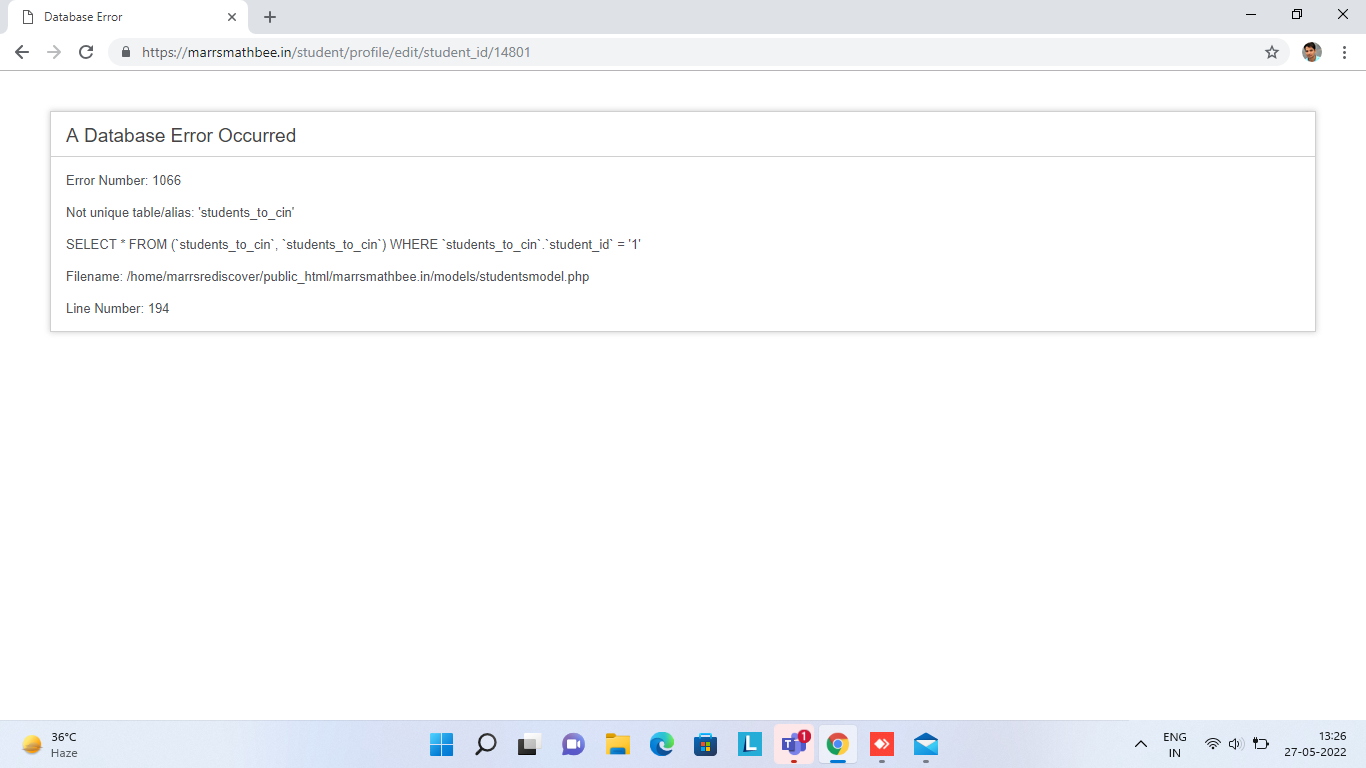 Database Error
https://marrsmathbee.in/student/profile/edit/student_id/14801
A Database Error Occurred
Error Number: 1066
Not unique table/alias: 'students_to_cin'
SELECT * FROM (`students_to_cin`, `students_to_cin`) WHERE `students_to_cin`.`student_id` = '1'
Filename: /home/marrsrediscover/public_html/marrsmathbee.in/models/studentsmodel.php
Line Number: 194
36°C
Haze
L
T
1
ENG
IN
13:26
27-05-2022